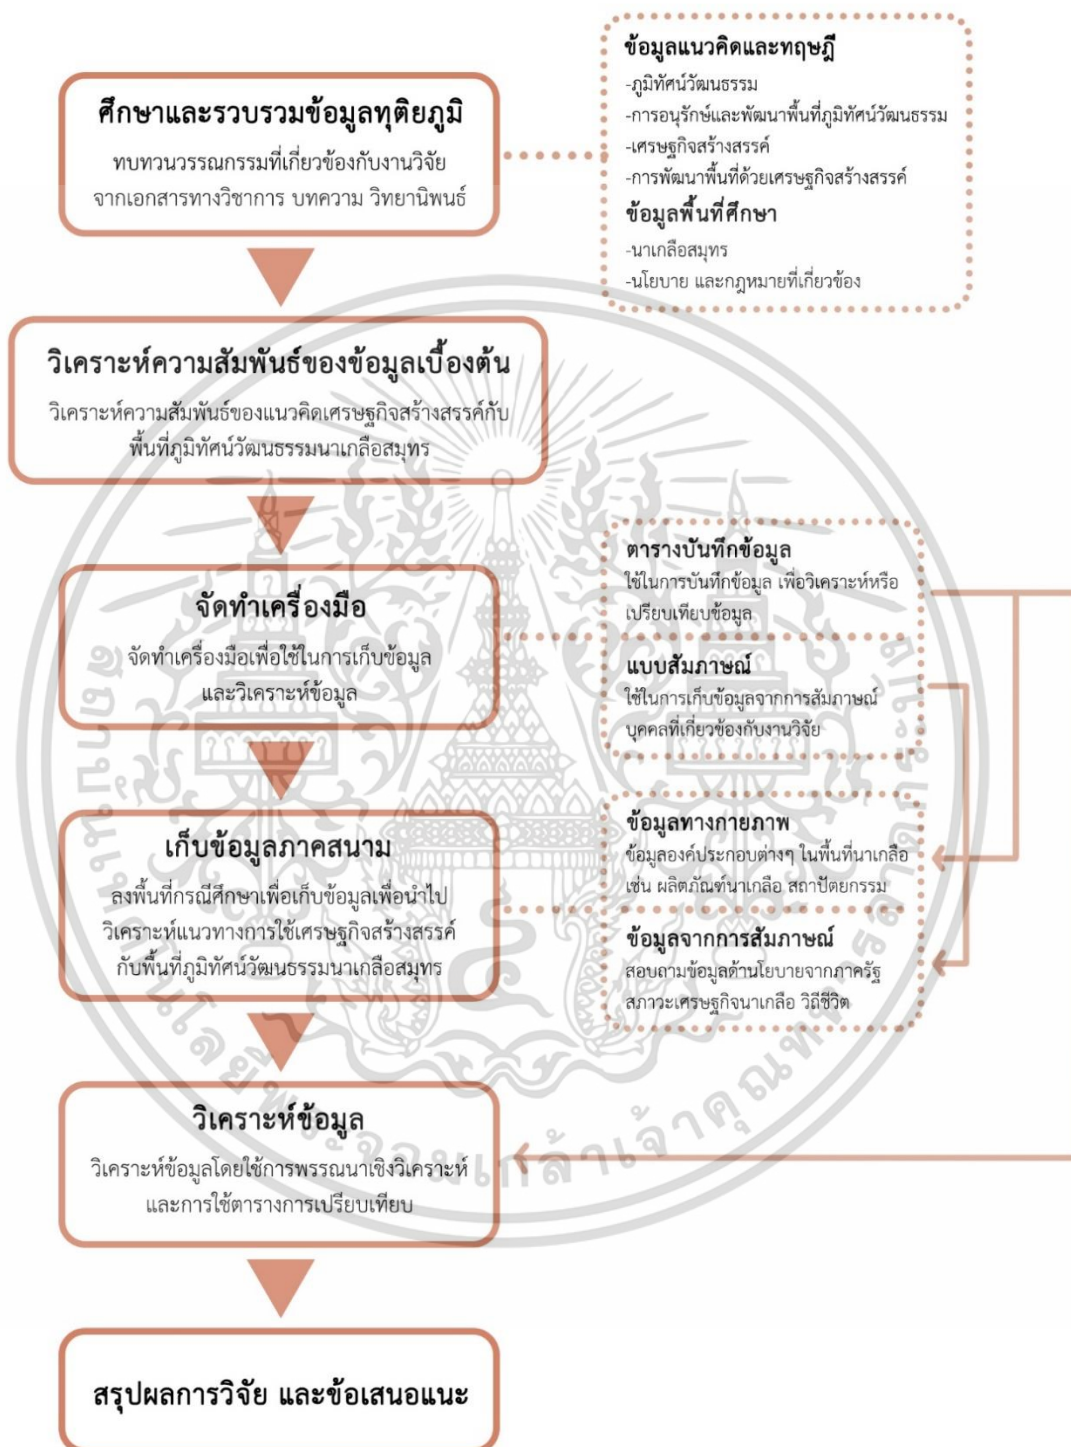 ศึกษาและรวบรวมข้อมูลทุติยภูมิ
ทบทวนวรรณกรรมที่เกี่ยวข้องกับงานวิจัย
จากเอกสารทางวิชาการ บทความ วิทยานิพนธ์
ข้อมูลแนวคิดและทฤษฎี
-ภูมิทัศน์วัฒนธรรม
-การอนุรักษ์และพัฒนาพื้นที่ภูมิทัศน์วัฒนธรรม
-เศรษฐกิจสร้างสรรค์
-การพัฒนาพื้นที่ด้วยเศรษฐกิจสร้างสรรค์
ข้อมูลพื้นที่ศึกษา
-นาเกลือสมุทร
-นโยบาย และกฎหมายที่เกี่ยวข้อง
วิเคราะห์ความสัมพันธ์ของข้อมูลเบื้องต้น
วิเคราะห์ความสัมพันธ์ของแนวคิดเศรษฐกิจสร้างสรรค์กับ
พื้นที่ภูมิทัศน์วัฒนธรรมนาเกลือสมุทร
จัดทำเครื่องมือ
จัดทำเครื่องมือเพื่อใช้ในการเก็บข้อมูล
และวิเคราะห์ข้อมูล
ตารางบันทึกข้อมูล
ใช้ในการบันทึกข้อมูล เพื่อวิเคราะห์หรือ
เปรียบเทียบข้อมูล
แบบสัมภาษณ์
ใช้ในการเก็บข้อมูลจากการสัมภาษณ์
บุคคลที่เกี่ยวข้องกับงานวิจัย
เก็บข้อมูลภาคสนาม
ลงพื้นที่กรณีศึกษาเพื่อเก็บข้อมูลเพื่อนำไป
วิเคราะห์แนวทางการใช้เศรษฐกิจสร้างสรรค์
กับพื้นที่ภูมิทัศน์วัฒนธรรมนาเกลือสมุทร
ข้อมูลทางกายภาพ
ข้อมูลองค์ประกอบต่างๆ ในพื้นที่นาเกลือ
เช่น ผลิตภัณฑ์นาเกลือ สถาปัตยกรรม
ข้อมูลจากการสัมภาษณ์
สอบถามข้อมูลด้านโยบายจากภาครัฐ
สภาวะเศรษฐกิจนาเกลือ วิถีชีวิต
วิเคราะห์ข้อมูล
วิเคราะห์ข้อมูลโดยใช้การพรรณนาเชิงวิเคราะห์
และการใช้ตารางการเปรียบเทียบ
สรุปผลการวิจัย และข้อเสนอแนะ
สถาบันเทคโนโลยีพระจอมเกล้าเจ้าคุณทหารลาดกระบัง